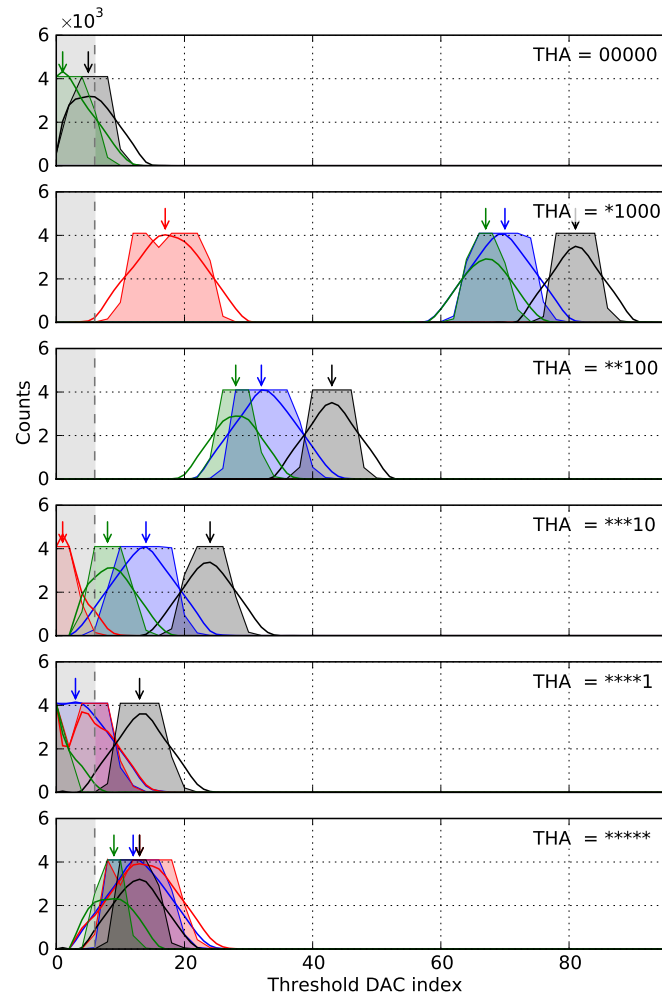 ×10³
6
4
2
0
THA = 00000
6
4
2
0
THA = *1000
6
4
2
0
THA = **100
Counts
6
4
2
0
THA = ***10
6
4
2
0
THA = ****1
6
4
2
0
THA = *****
0 20 40 60 80
Threshold DAC index